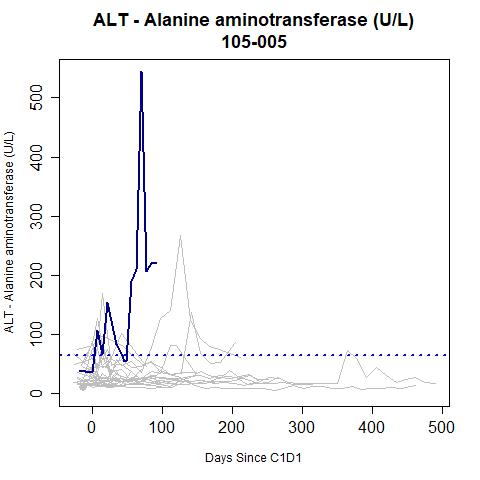 ALT - Alanine aminotransferase (U/L)
105-005
ALT - Alanine aminotransferase (U/L)
500
400
300
200
100
0
0 100 200 300 400 500
Days Since C1D1